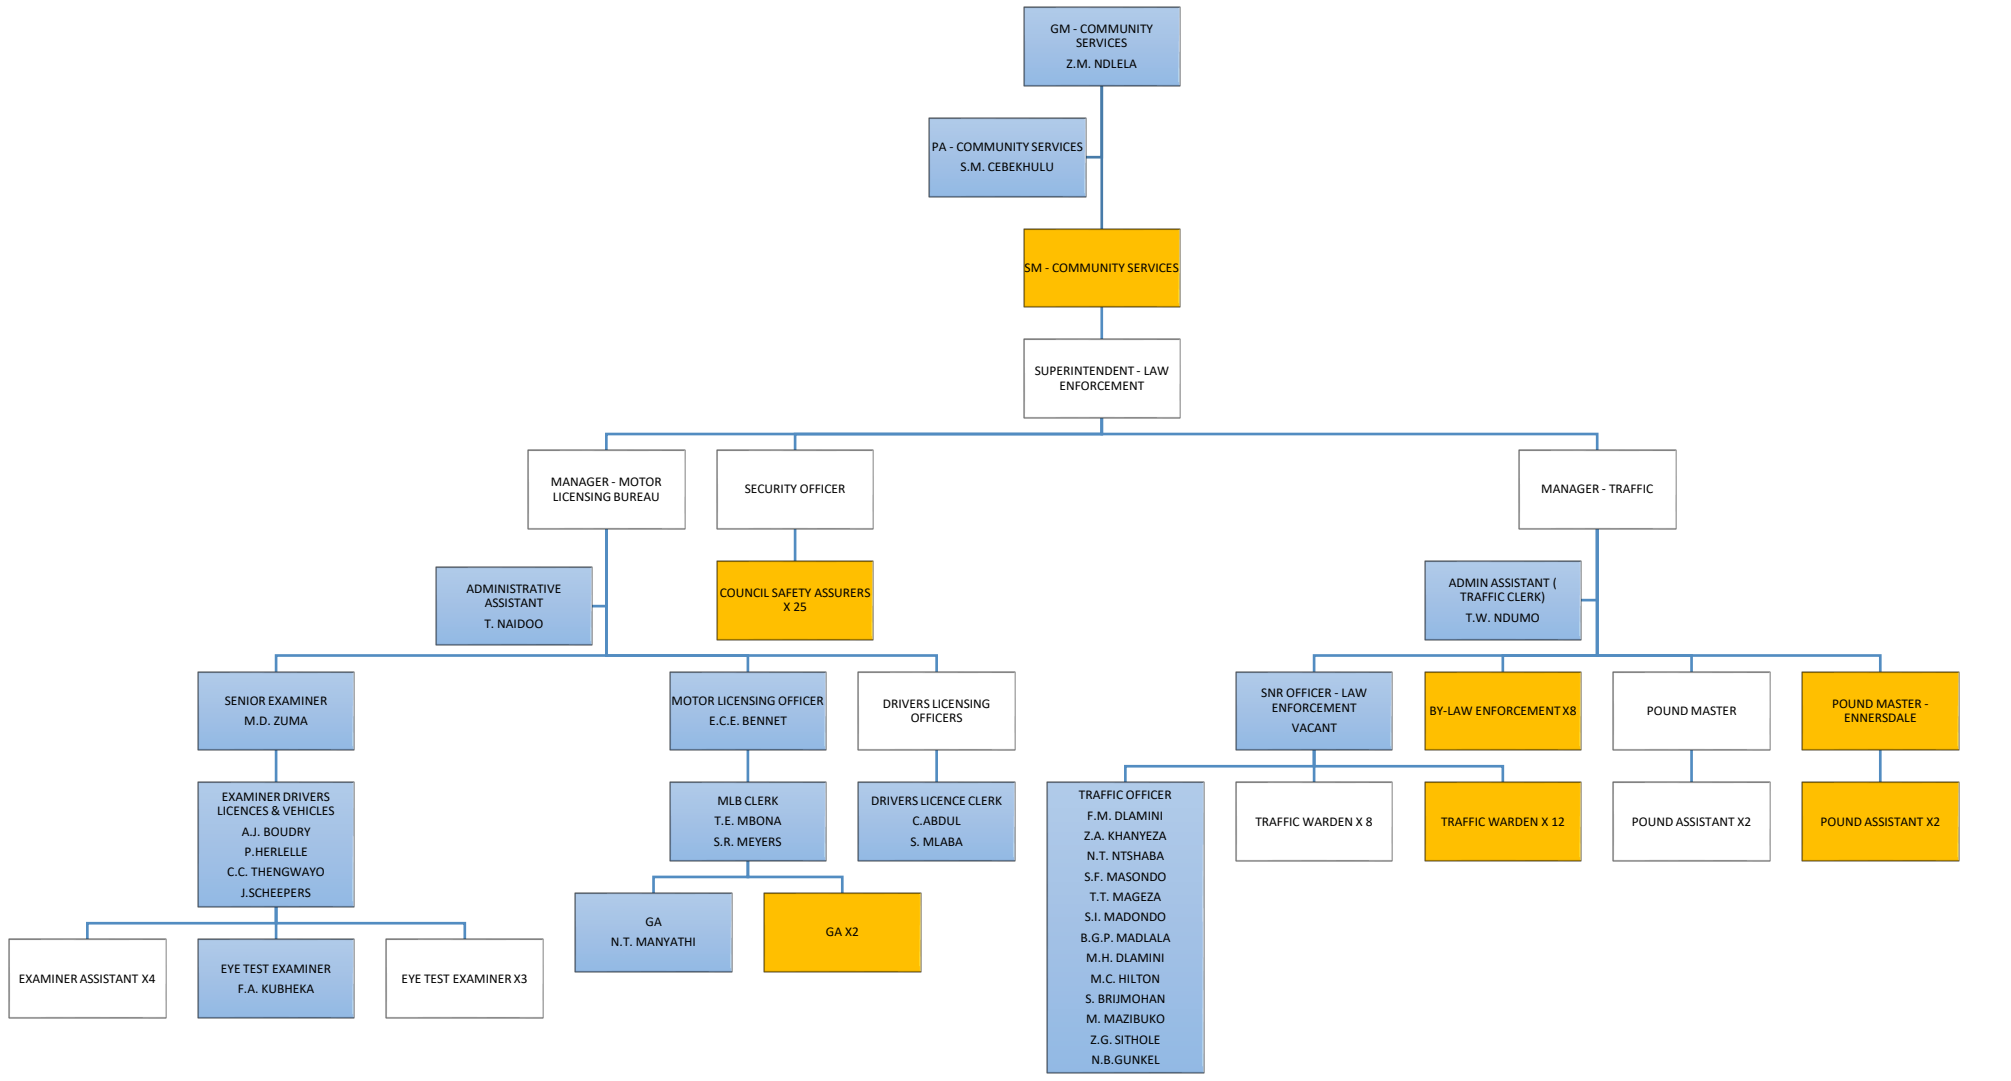 GM - COMMUNITY
SERVICES
Z.M. NDLELA
PA - COMMUNITY SERVICES
S.M. CEBEKHULU
SM - COMMUNITY SERVICES
SUPERINTENDENT - LAW
ENFORCEMENT
MANAGER - MOTOR
LICENSING BUREAU
SECURITY OFFICER
MANAGER - TRAFFIC
ADMINISTRATIVE
ASSISTANT
T. NAIDOO
COUNCIL SAFETY ASSURERS
X 25
ADMIN ASSISTANT (
TRAFFIC CLERK)
T.W. NDUMO
SENIOR EXAMINER
M.D. ZUMA
MOTOR LICENSING OFFICER
E.C.E. BENNET
DRIVERS LICENSING
OFFICERS
SNR OFFICER - LAW
ENFORCEMENT
VACANT
BY-LAW ENFORCEMENT X8
POUND MASTER
POUND MASTER -
ENNERSDALE
EXAMINER DRIVERS
LICENCES & VEHICLES
A.J. BOUDRY
P.HERLELLE
C.C. THENGWAYO
J.SCHEEPERS
MLB CLERK
T.E. MBONA
S.R. MEYERS
DRIVERS LICENCE CLERK
C.ABDUL
S. MLABA
TRAFFIC OFFICER
F.M. DLAMINI
Z.A. KHANYEZA
N.T. NTSHABA
S.F. MASONDO
T.T. MAGEZA
S.I. MADONDO
B.G.P. MADLALA
M.H. DLAMINI
M.C. HILTON
S. BRIJMOHAN
M. MAZIBUKO
Z.G. SITHOLE
N.B.GUNKEL
TRAFFIC WARDEN X 8
TRAFFIC WARDEN X 12
POUND ASSISTANT X2
POUND ASSISTANT X2
GA
N.T. MANYATHI
GA X2
EXAMINER ASSISTANT X4
EYE TEST EXAMINER
F.A. KUBHEKA
EYE TEST EXAMINER X3